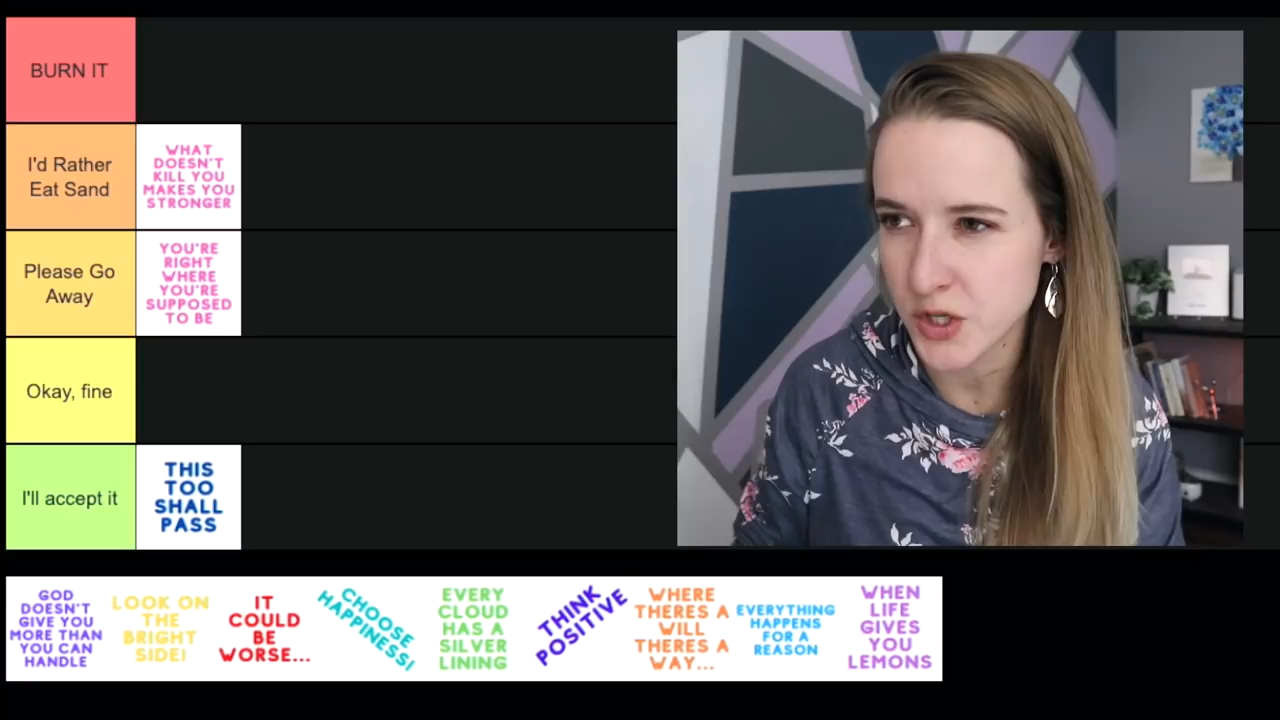 BURN IT
I'd Rather
Eat Sand
WHAT
DOESN'T
KILL YOU
MAKES YOU
STRONGER
Please Go
Away
YOU'RE
RIGHT
WHERE
YOU'RE
SUPPOSED
TO BE
Okay, fine
I'll accept it
THIS
TOO
SHALL
PASS
GOD
DOESN'T
GIVE YOU
MORE THAN
YOU CAN
HANDLE
LOOK ON
THE
BRIGHT
SIDE!
IT
COULD
BE
WORSE...
CHOOSE
HAPPINESS!
EVERY
CLOUD
HAS A
SILVER
LINING
THINK
POSITIVE
WHERE
THERES A
WILL
THERES A
WAY...
EVERYTHING
HAPPENS
FOR A
REASON
WHEN
LIFE
GIVES
YOU
LEMONS